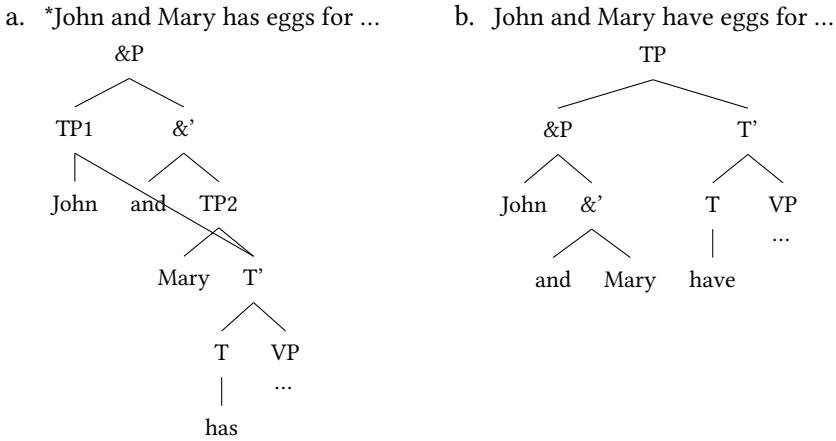 a. *John and Mary has eggs for … b. John and Mary have eggs for …
&P TP
TP1 &’ &P T’
John and TP2 John &’ T VP
…
Mary T’ and Mary have
T VP
…
has